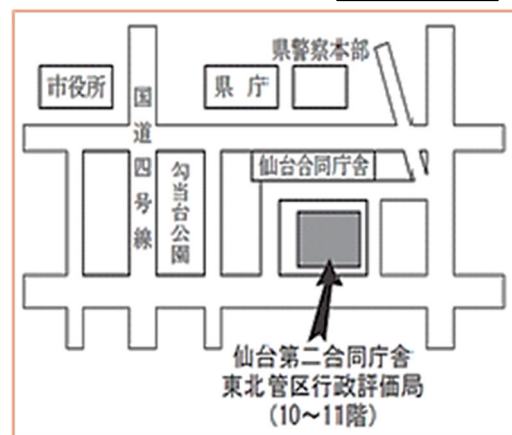 県警察本部
市役所
県庁
国道四号線
勾当台公園
仙台合同庁舎
仙台第二合同庁舎
東北管区行政評価局
(10〜11階)